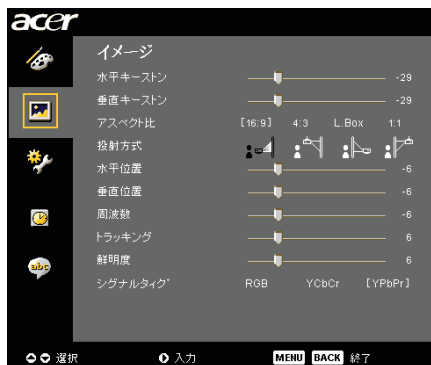 acer
イメージ
水平キーストン -29
垂直キーストン -29
アスペクト比 [16:9] 4:3 L.Box 1:1
投射方式
水平位置 -6
垂直位置 -6
周波数 -6
トラッキング 6
鮮明度 6
シグナルタイプ RGB YCbCr [YPbPr]
abc
選択 入力 MENU BACK 終了